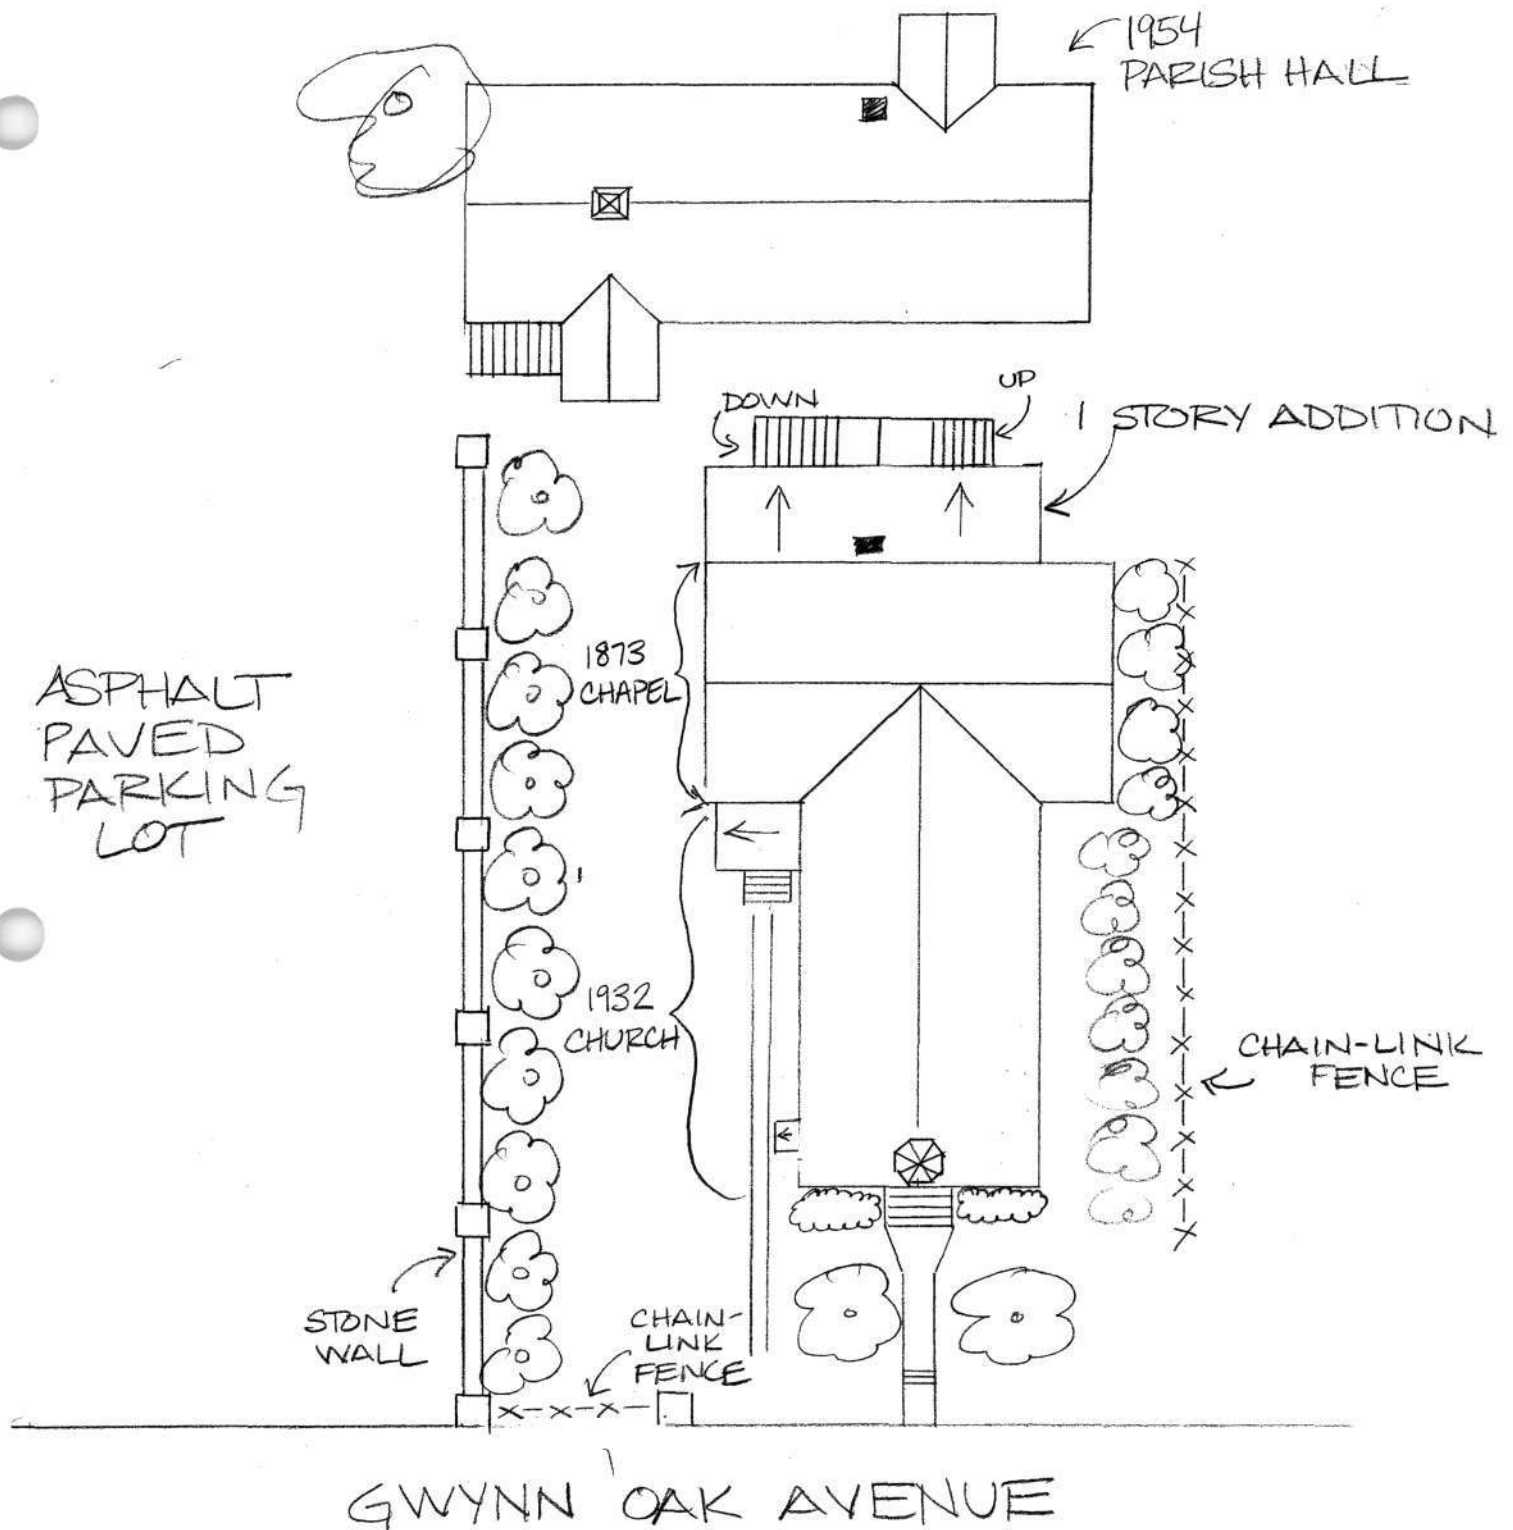 1954
PARISH HALL
DOWN
UP
1 STORY ADDITION
1873
CHAPEL
ASPHALT
PAVED
PARKING
LOT
1932
CHURCH
CHAIN-LINK
FENCE
STONE
WALL
CHAIN-
LINK
FENCE
GWYNN OAK AVENUE